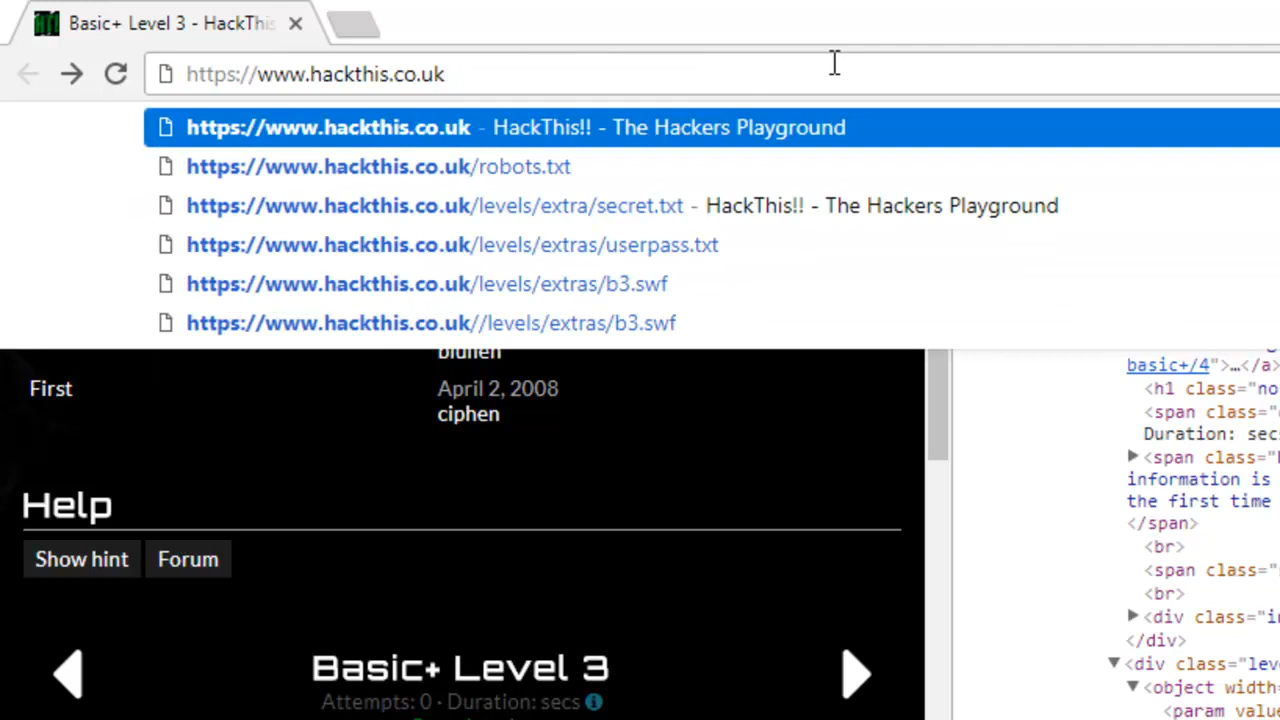 Basic+ Level 3 - HackThis
https://www.hackthis.co.uk
https://www.hackthis.co.uk - HackThis!! - The Hackers Playground
https://www.hackthis.co.uk/robots.txt
https://www.hackthis.co.uk/levels/extra/secret.txt - HackThis!! - The Hackers Playground
https://www.hackthis.co.uk/levels/extras/userpass.txt
https://www.hackthis.co.uk/levels/extras/b3.swf
https://www.hackthis.co.uk//levels/extras/b3.swf
First
April 2, 2008
ciphen
Help
Show hint
Forum
Basic+ Level 3
Attempts: 0 · Duration: secs
basic+/4">…</a>
<h1 class="no
<span class=
Duration: sec
<span class="
information is
the first time
</span>
<br>
<span class="
<br>
<div class="i
</div>
<div class="lev
<object width=
<param value